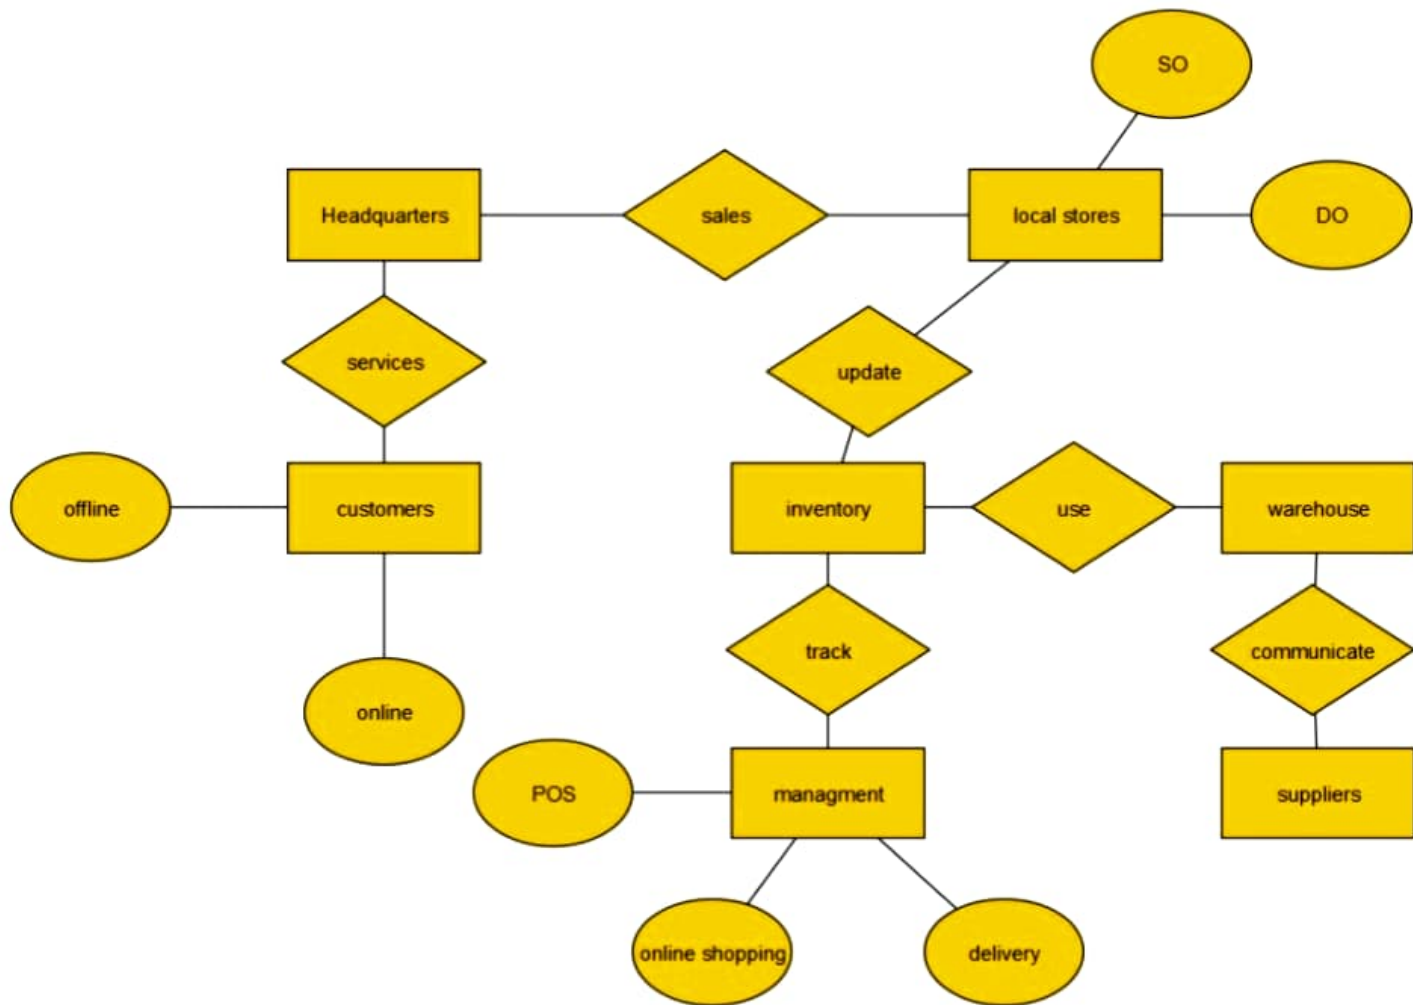 SO
Headquarters
sales
local stores
DO
services
update
offline
customers
inventory
use
warehouse
track
communicate
online
POS
managment
suppliers
online shopping
delivery